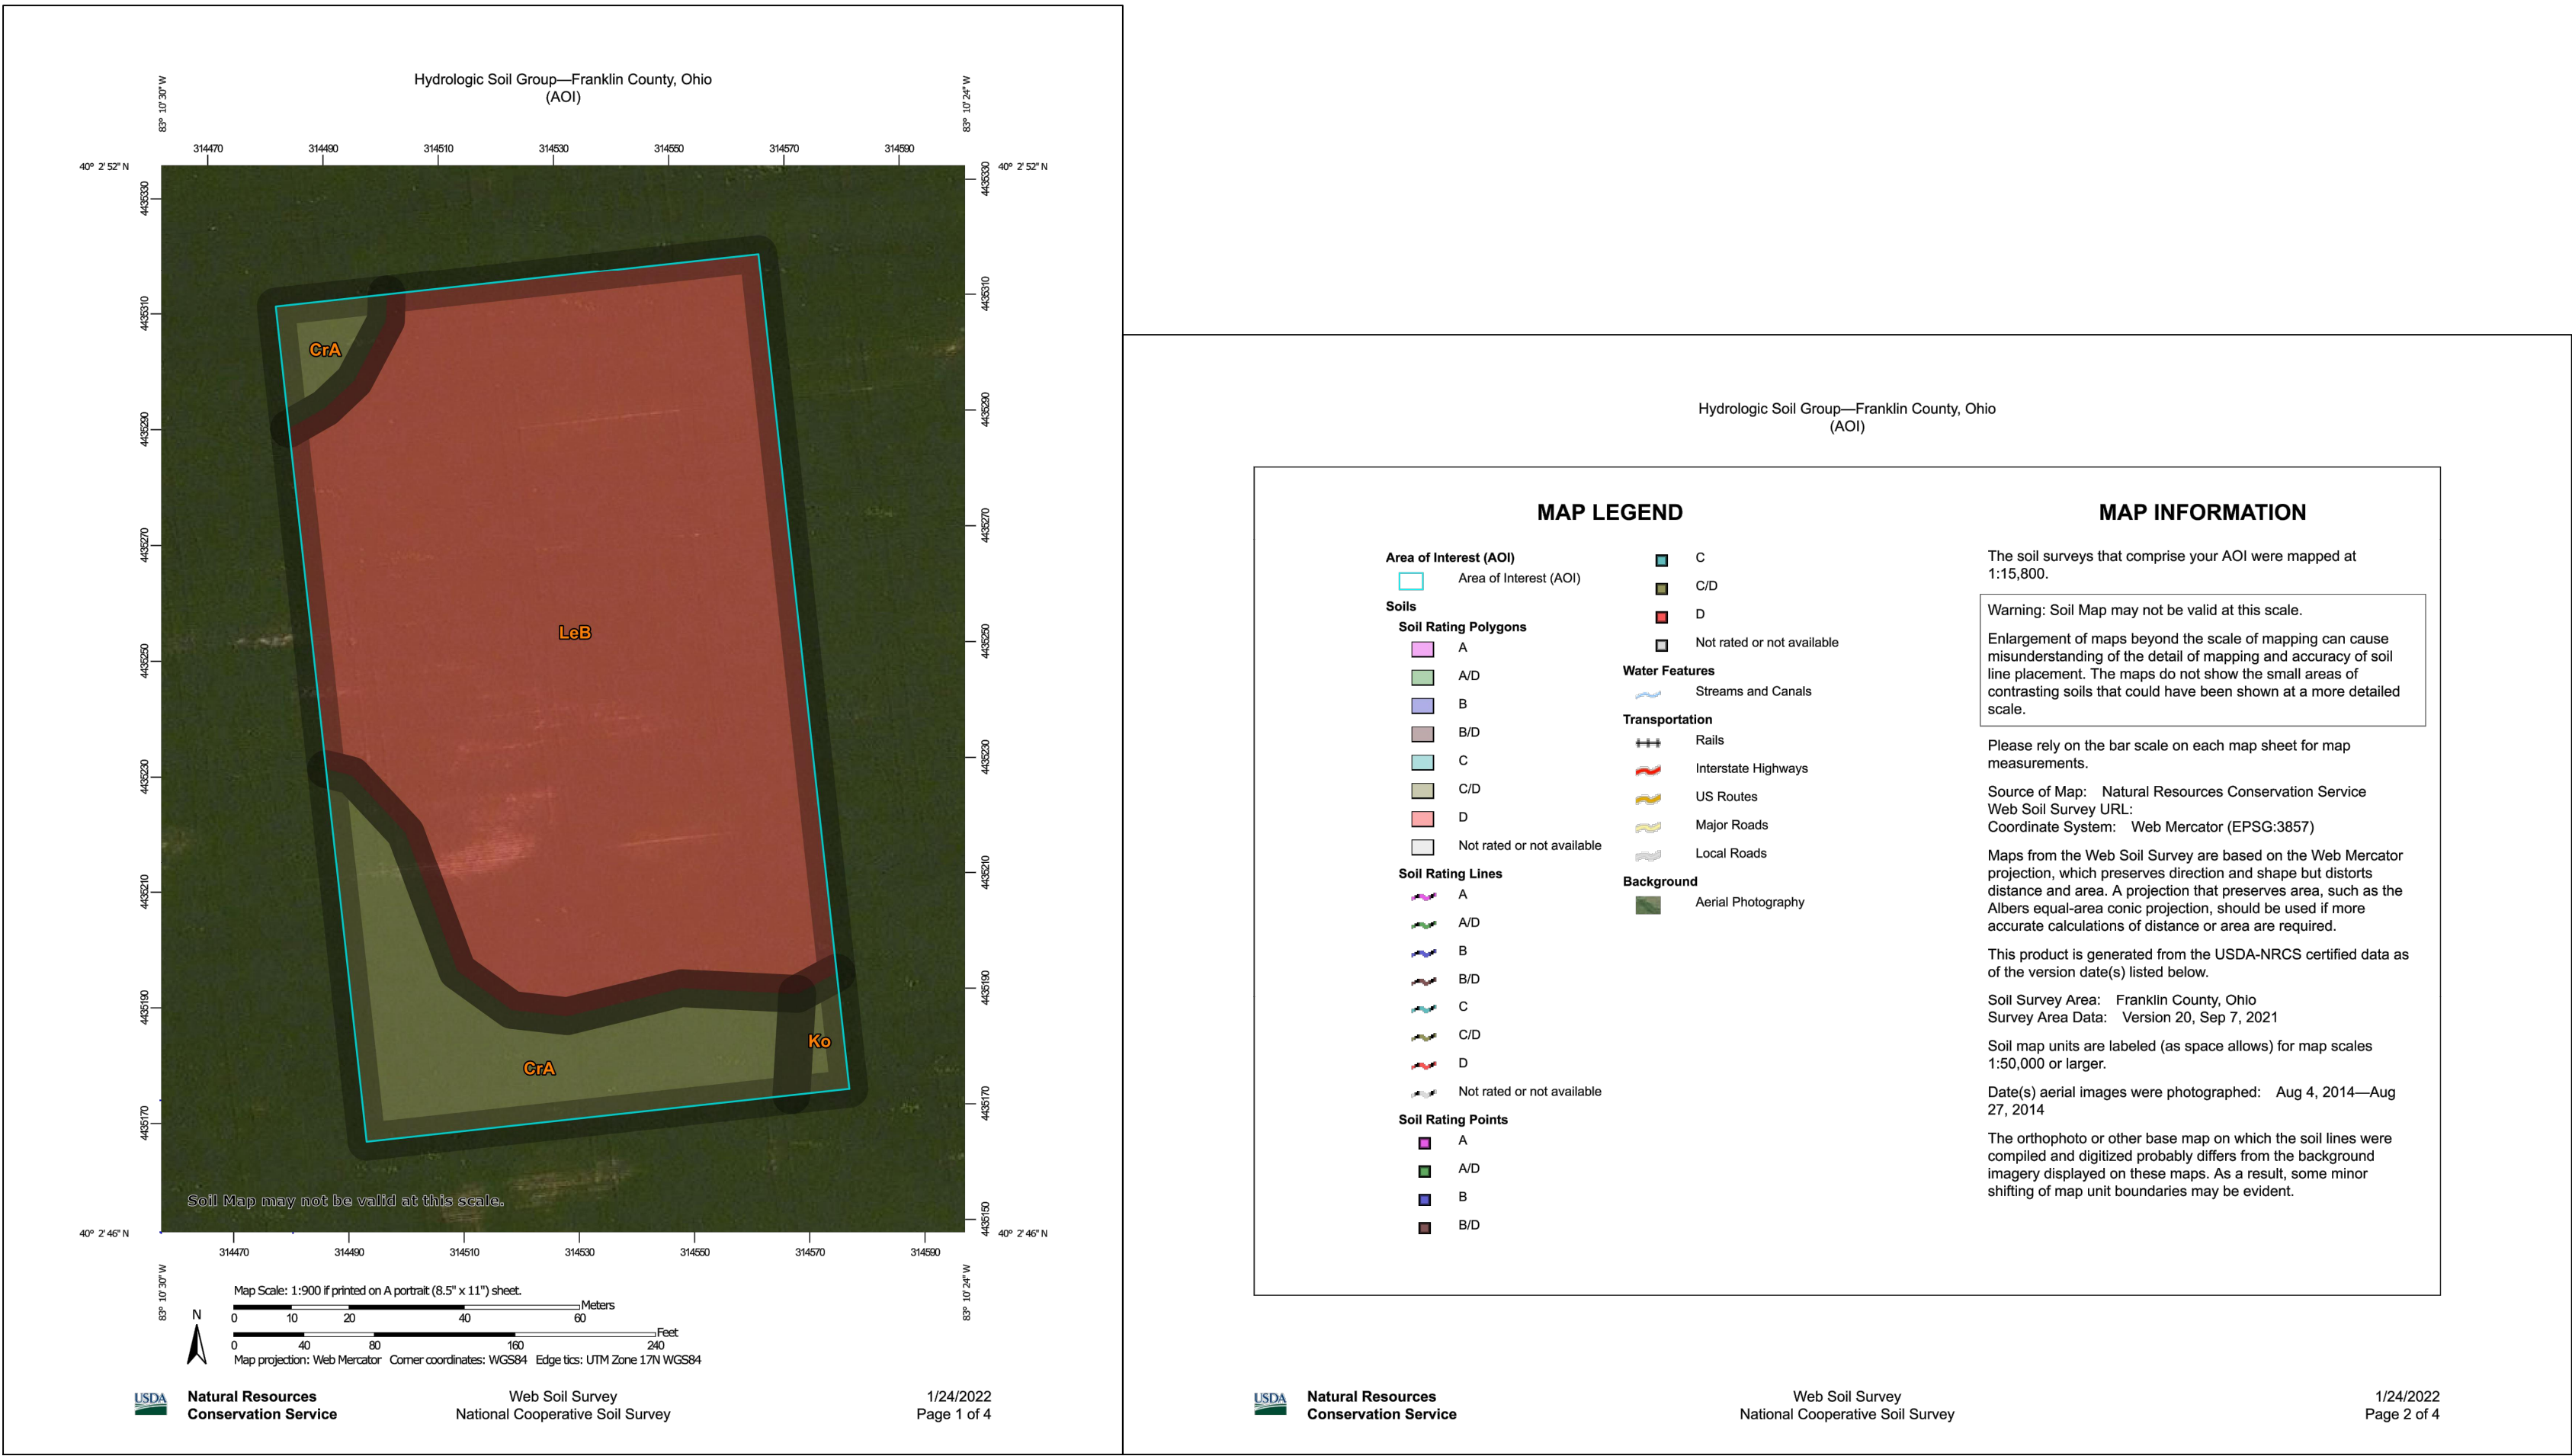 Hydrologic Soil Group—Franklin County, Ohio
(AOI)
83° 10' 30" W
83° 10' 24" W
314470 314490 314510 314530 314550 314570 314590
40° 2' 52" N
40° 2' 52" N
4435330
4435310
4435290
4435270
4435250
4435230
4435210
4435190
4435170
4435330
4435310
4435290
4435270
4435250
4435230
4435210
4435190
4435170
4435150
CrA
LeB
Ko
CrA
Soil Map may not be valid at this scale.
40° 2' 46" N
40° 2' 46" N
314470 314490 314510 314530 314550 314570 314590
83° 10' 30" W
83° 10' 24" W
Map Scale: 1:900 if printed on A portrait (8.5" x 11") sheet.
N
Meters
0 10 20 40 60
Feet
0 40 80 160 240
Map projection: Web Mercator Corner coordinates: WGS84 Edge tics: UTM Zone 17N WGS84
USDA
Natural Resources
Conservation Service
Web Soil Survey
National Cooperative Soil Survey
1/24/2022
Page 1 of 4
Hydrologic Soil Group—Franklin County, Ohio
(AOI)
MAP LEGEND
Area of Interest (AOI)
Area of Interest (AOI)
Soils
Soil Rating Polygons
A
A/D
B
B/D
C
C/D
D
Not rated or not available
Soil Rating Lines
A
A/D
B
B/D
C
C/D
D
Not rated or not available
Soil Rating Points
A
A/D
B
B/D
C
C/D
D
Not rated or not available
Water Features
Streams and Canals
Transportation
Rails
Interstate Highways
US Routes
Major Roads
Local Roads
Background
Aerial Photography
MAP INFORMATION
The soil surveys that comprise your AOI were mapped at
1:15,800.
Warning: Soil Map may not be valid at this scale.
Enlargement of maps beyond the scale of mapping can cause
misunderstanding of the detail of mapping and accuracy of soil
line placement. The maps do not show the small areas of
contrasting soils that could have been shown at a more detailed
scale.
Please rely on the bar scale on each map sheet for map
measurements.
Source of Map: Natural Resources Conservation Service
Web Soil Survey URL:
Coordinate System: Web Mercator (EPSG:3857)
Maps from the Web Soil Survey are based on the Web Mercator
projection, which preserves direction and shape but distorts
distance and area. A projection that preserves area, such as the
Albers equal-area conic projection, should be used if more
accurate calculations of distance or area are required.
This product is generated from the USDA-NRCS certified data as
of the version date(s) listed below.
Soil Survey Area: Franklin County, Ohio
Survey Area Data: Version 20, Sep 7, 2021
Soil map units are labeled (as space allows) for map scales
1:50,000 or larger.
Date(s) aerial images were photographed: Aug 4, 2014—Aug
27, 2014
The orthophoto or other base map on which the soil lines were
compiled and digitized probably differs from the background
imagery displayed on these maps. As a result, some minor
shifting of map unit boundaries may be evident.
USDA
Natural Resources
Conservation Service
Web Soil Survey
National Cooperative Soil Survey
1/24/2022
Page 2 of 4